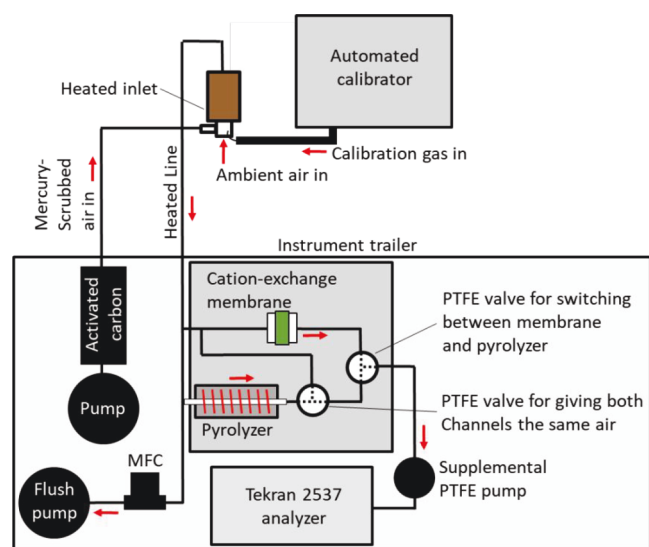 Automated
calibrator
Heated inlet
Calibration gas in
Ambient air in
Mercury-
Scrubbed
air in
Heated Line
Instrument trailer
Cation-exchange
membrane
PTFE valve for switching
between membrane
and pyrolyzer
Activated
carbon
Pump
Pyrolyzer
PTFE valve for giving both
Channels the same air
MFC
Flush
pump
Supplemental
PTFE pump
Tekran 2537
analyzer